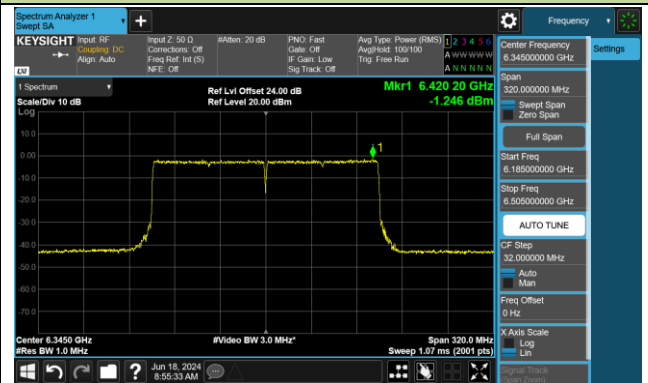 Spectrum Analyzer 1
Swept SA
+
Frequency
KEYSIGHT
Input: RF
Coupling: DC
Align: Auto
Input Z: 50 Ω
Corrections: Off
Freq Ref: Int (S)
NFE: Off
#Atten: 20 dB
PNO: Fast
Gate: Off
IF Gain: Low
Sig Track: Off
Avg Type: Power (RMS)
Avg|Hold: 100/100
Trig: Free Run
1 2 3 4 5 6
A W W W W W
A N N N N N
LXI
1 Spectrum
Scale/Div 10 dB
Log
Ref Lvl Offset 24.00 dB
Ref Level 20.00 dBm
Mkr1 6.420 20 GHz
-1.246 dBm
1
10.0
0.00
-10.0
-20.0
-30.0
-40.0
-50.0
-60.0
-70.0
Center 6.3450 GHz
#Res BW 1.0 MHz
#Video BW 3.0 MHz*
Span 320.0 MHz
Sweep 1.07 ms (2001 pts)
Jun 18, 2024
8:55:33 AM
Center Frequency
6.345000000 GHz
Span
320.000000 MHz
Swept Span
Zero Span
Full Span
Start Freq
6.185000000 GHz
Stop Freq
6.505000000 GHz
AUTO TUNE
CF Step
32.000000 MHz
Auto
Man
Freq Offset
0 Hz
X Axis Scale
Log
Lin
Signal Track
(Span Zoom)
Settings